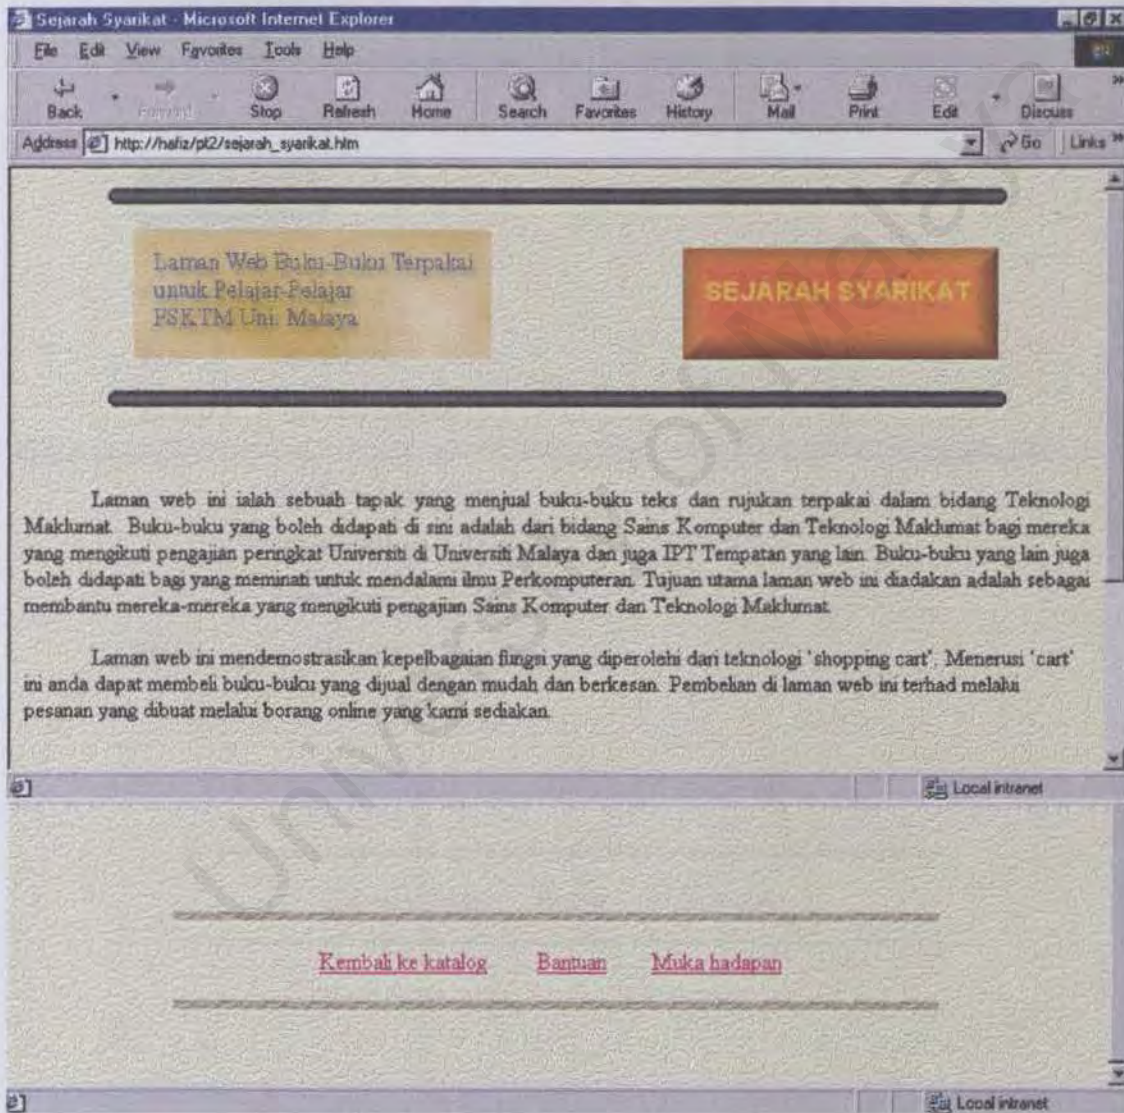 Sejarah Syarikat - Microsoft Internet Explorer
File Edit View Favorites Tools Help
Back Forward Stop Refresh Home Search Favorites History Mail Print Edit Discuss
Address http://hafiz/pt2/sejarah_syarikat.htm Go Links
Laman Web Buku-Buku Terpakai
untuk Pelajar-Pelajar
FSKTM Uni. Malaya
SEJARAH SYARIKAT
Laman web ini ialah sebuah tapak yang menjual buku-buku teks dan rujukan terpakai dalam bidang Teknologi
Maklumat. Buku-buku yang boleh didapati di sini adalah dari bidang Sains Komputer dan Teknologi Maklumat bagi mereka
yang mengikuti pengajian peringkat Universiti di Universiti Malaya dan juga IPT Tempatan yang lain. Buku-buku yang lain juga
boleh didapati bagi yang meminati untuk mendalami ilmu Perkomputeran. Tujuan utama laman web ini diadakan adalah sebagai
membantu mereka-mereka yang mengikuti pengajian Sains Komputer dan Teknologi Maklumat.
Laman web ini mendemostrasikan kepelbagaian fungsi yang diperolehi dari teknologi 'shopping cart'. Menerusi 'cart'
ini anda dapat membeli buku-buku yang dijual dengan mudah dan berkesan. Pembelian di laman web ini terhad melalui
pesanan yang dibuat melalui borang online yang kami sediakan.
Local intranet
Kembali ke katalog Bantuan Muka hadapan
Local intranet
University of Malaya